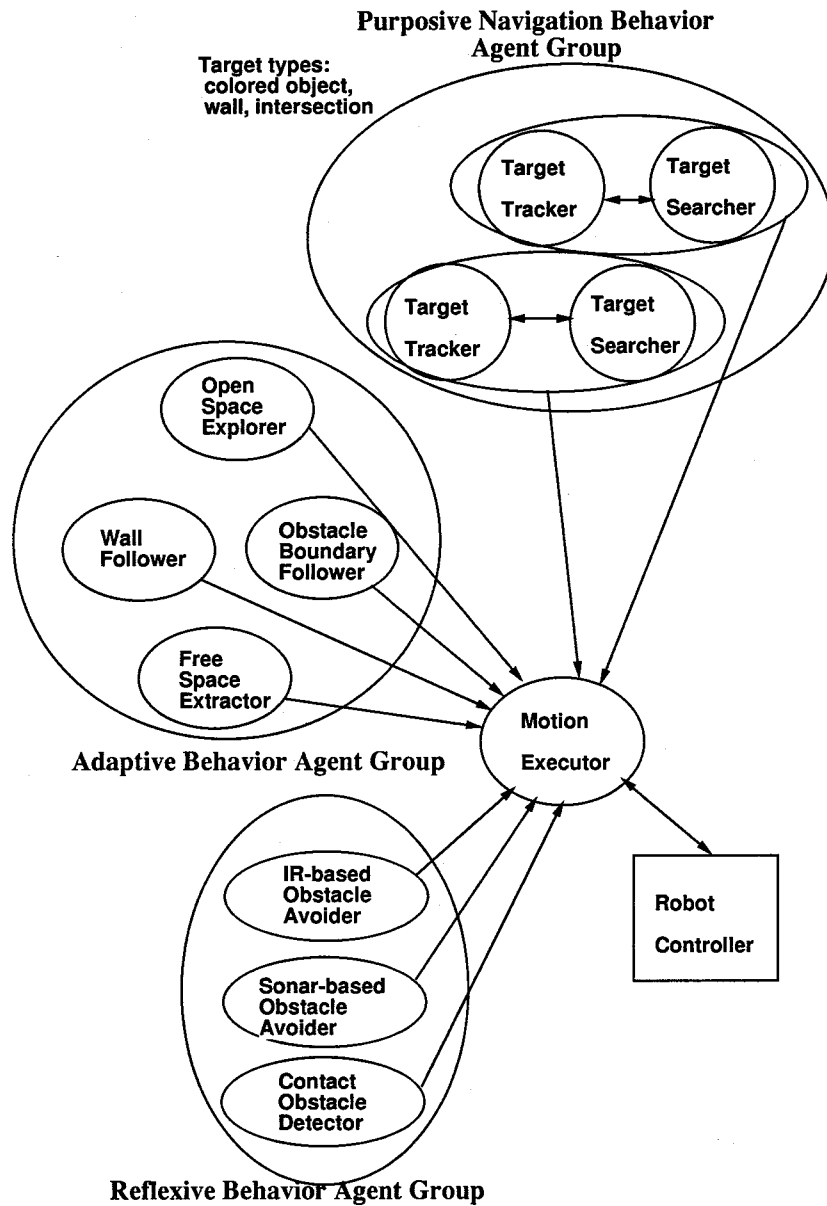 Purposive Navigation Behavior
Agent Group
Target types:
colored object,
wall, intersection
Target
Tracker
Target
Searcher
Target
Tracker
Target
Searcher
Open
Space
Explorer
Wall
Follower
Obstacle
Boundary
Follower
Free
Space
Extractor
Motion
Executor
Adaptive Behavior Agent Group
IR-based
Obstacle
Avoider
Robot
Controller
Sonar-based
Obstacle
Avoider
Contact
Obstacle
Detector
Reflexive Behavior Agent Group